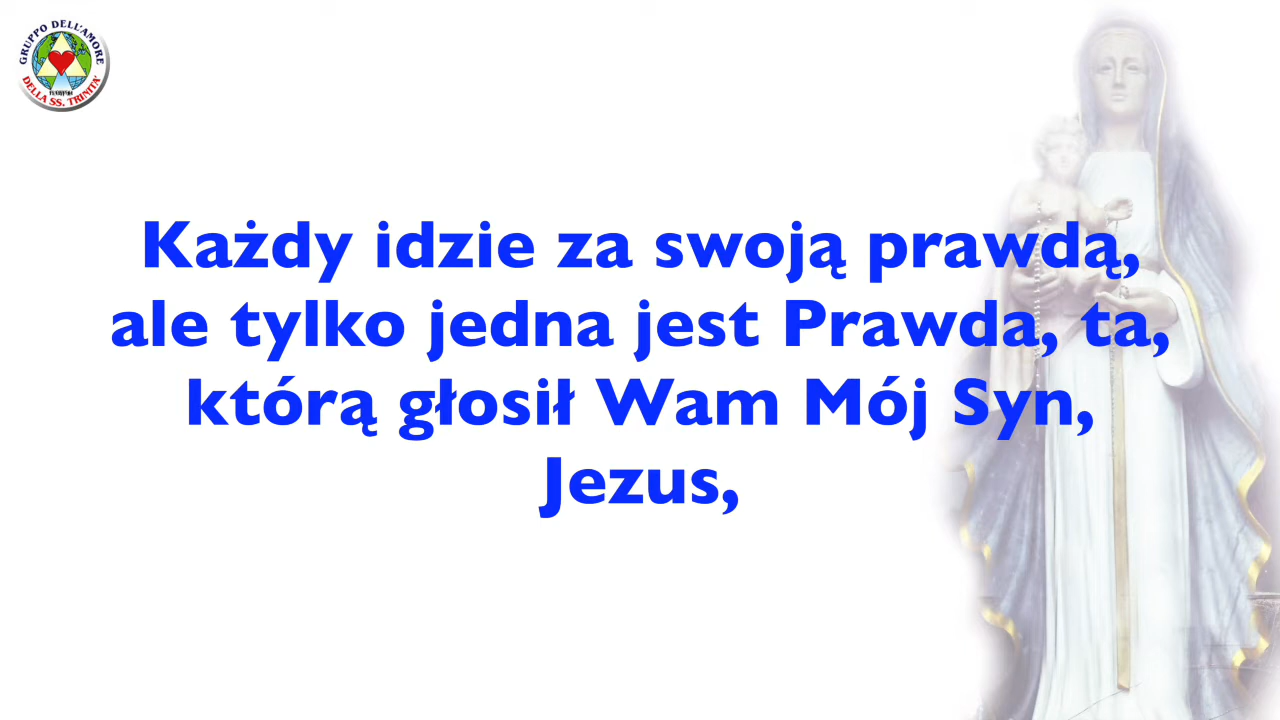 GRUPPO DELL'AMORE
DELLA SS. TRINITA'
Każdy idzie za swoją prawdą,
ale tylko jedna jest Prawda, ta,
którą głosił Wam Mój Syn,
Jezus,